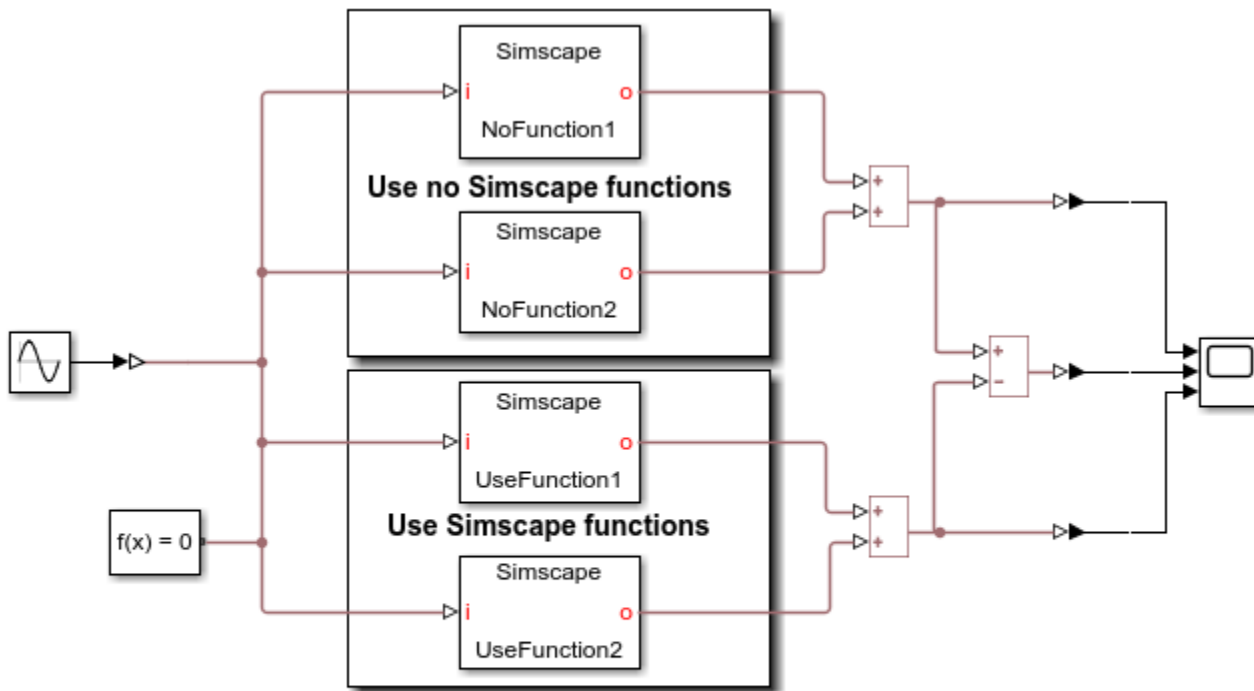 Simscape
i
o
NoFunction1
Use no Simscape functions
Simscape
i
o
NoFunction2
+
+
+
−
Simscape
i
o
UseFunction1
Use Simscape functions
f(x) = 0
Simscape
i
o
UseFunction2
+
+